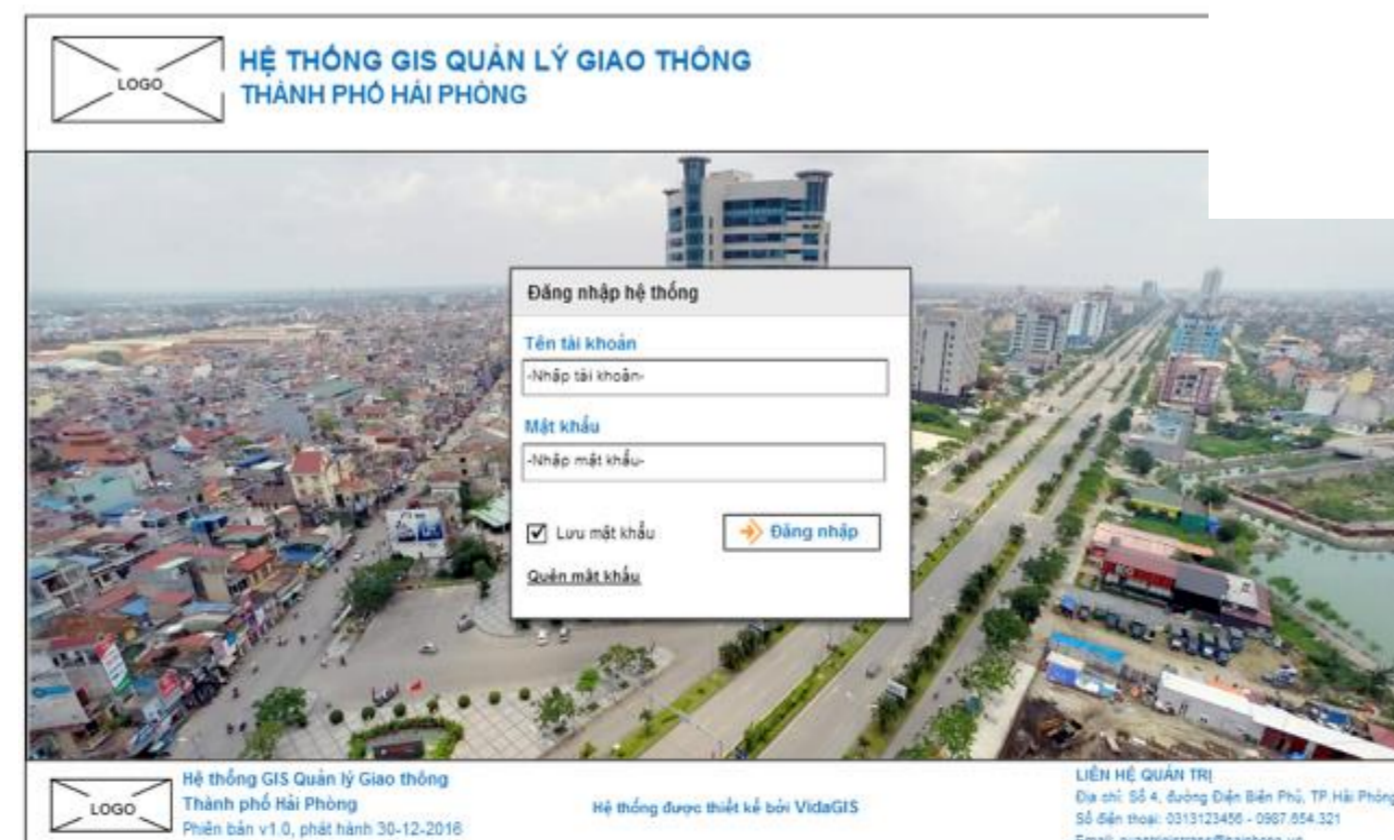 LOGO
HỆ THỐNG GIS QUẢN LÝ GIAO THÔNG
THÀNH PHỐ HẢI PHÒNG
Đăng nhập hệ thống
Tên tài khoản
-Nhập tài khoản-
Mật khẩu
-Nhập mật khẩu-
Lưu mật khẩu
Đăng nhập
Quên mật khẩu
LOGO
Hệ thống GIS Quản lý Giao thông
Thành phố Hải Phòng
Phiên bản v1.0, phát hành 30-12-2016
Hệ thống được thiết kế bởi VidaGIS
LIÊN HỆ QUẢN TRỊ
Địa chỉ: Số 4, đường Điện Biên Phủ, TP.Hải Phòng
Số điện thoại: 0313123456 - 0987.654.321
Email: